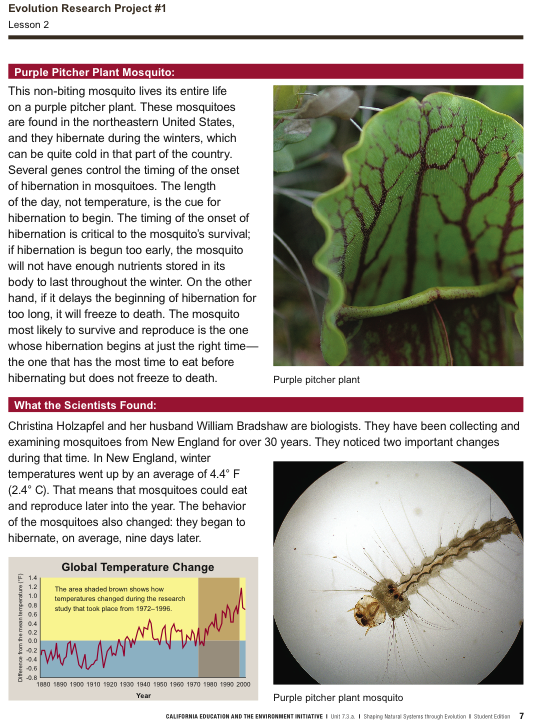 Evolution Research Project #1
Lesson 2
Purple Pitcher Plant Mosquito:
This non-biting mosquito lives its entire life
on a purple pitcher plant. These mosquitoes
are found in the northeastern United States,
and they hibernate during the winters, which
can be quite cold in that part of the country.
Several genes control the timing of the onset
of hibernation in mosquitoes. The length
of the day, not temperature, is the cue for
hibernation to begin. The timing of the onset of
hibernation is critical to the mosquito's survival;
if hibernation is begun too early, the mosquito
will not have enough nutrients stored in its
body to last throughout the winter. On the other
hand, if it delays the beginning of hibernation for
too long, it will freeze to death. The mosquito
most likely to survive and reproduce is the one
whose hibernation begins at just the right time—
the one that has the most time to eat before
hibernating but does not freeze to death.
Purple pitcher plant
What the Scientists Found:
Christina Holzapfel and her husband William Bradshaw are biologists. They have been collecting and
examining mosquitoes from New England for over 30 years. They noticed two important changes
during that time. In New England, winter
temperatures went up by an average of 4.4° F
(2.4° C). That means that mosquitoes could eat
and reproduce later into the year. The behavior
of the mosquitoes also changed: they began to
hibernate, on average, nine days later.
Global Temperature Change
Difference from the mean temperature (°F)
1.4
1.2
1.0
0.8
0.6
0.4
0.2
0.0
-0.2
-0.4
-0.6
-0.8
The area shaded brown shows how
temperatures changed during the research
study that took place from 1972–1996.
1880 1890 1900 1910 1920 1930 1940 1950 1960 1970 1980 1990 2000
Year
Purple pitcher plant mosquito
CALIFORNIA EDUCATION AND THE ENVIRONMENT INITIATIVE I Unit 7.3.a. I Shaping Natural Systems through Evolution I Student Edition 7